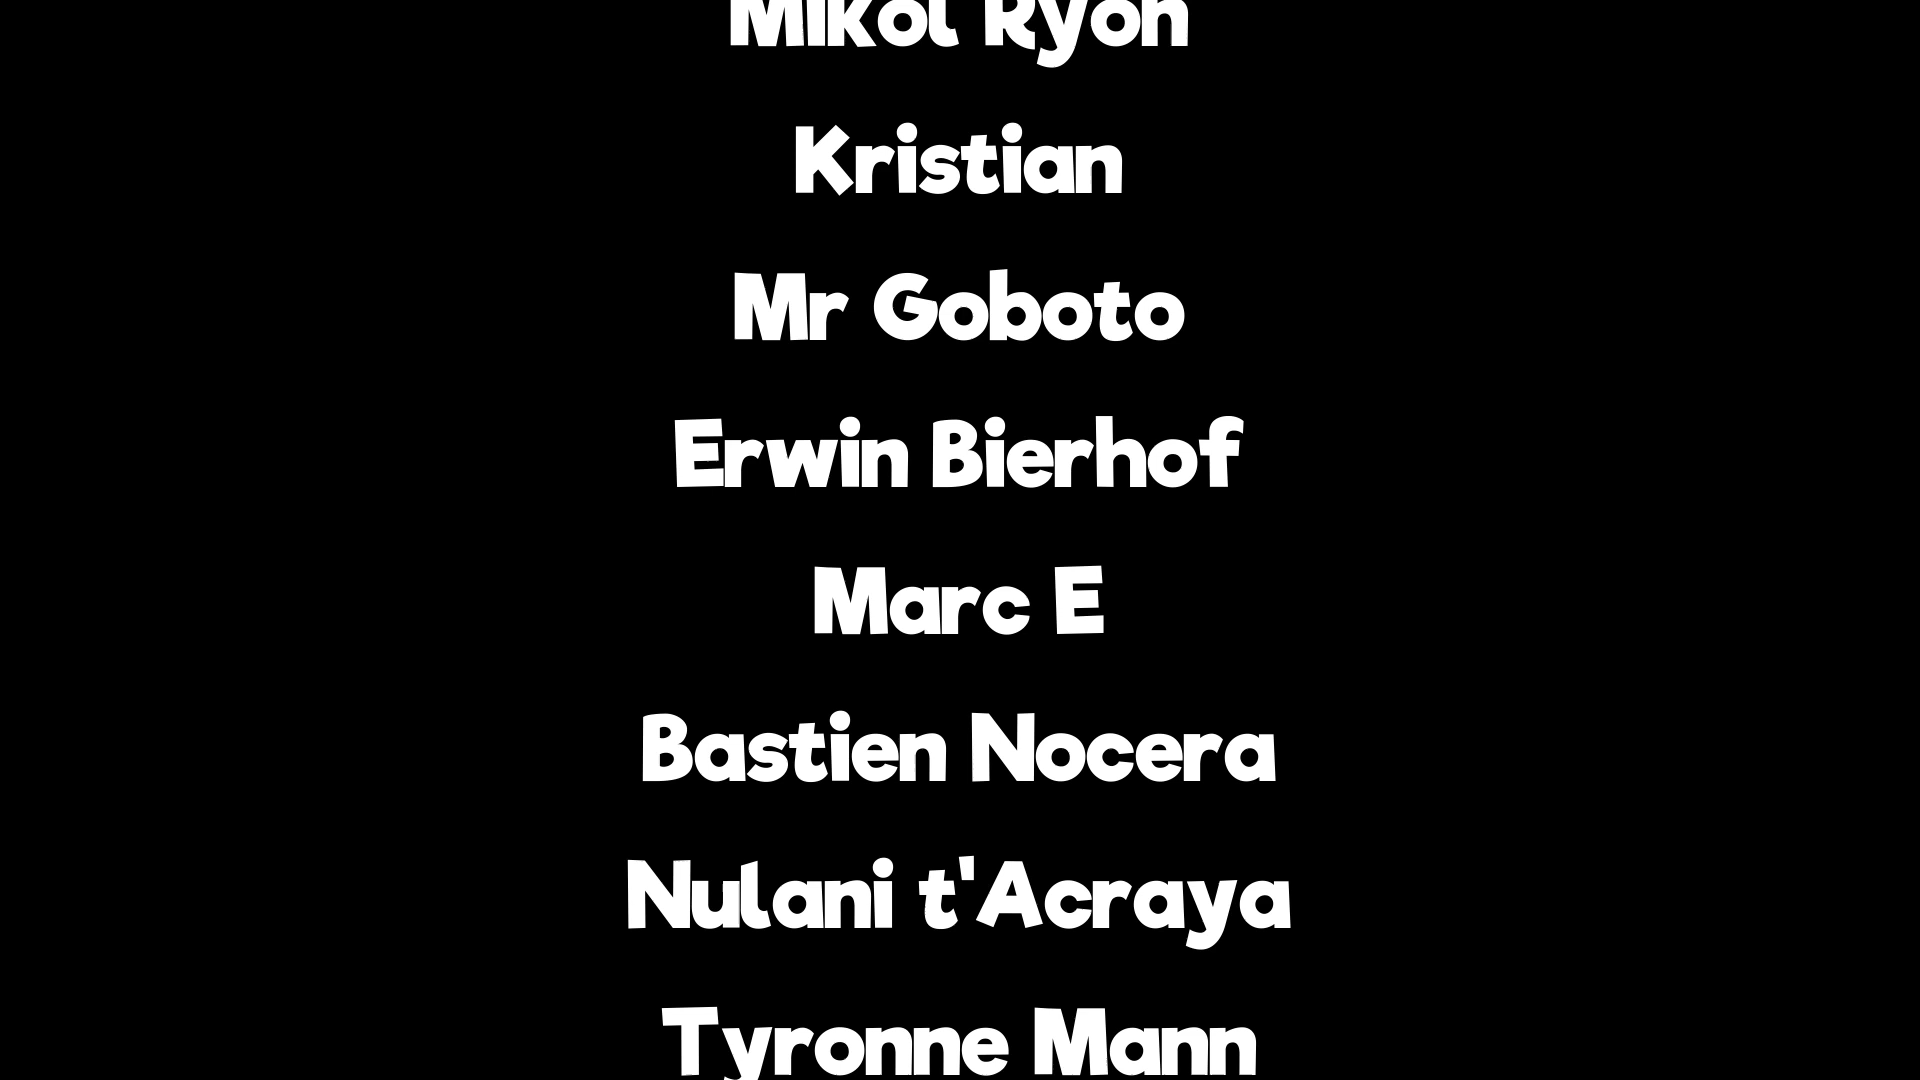 Mikol Ryon
Kristian
Mr Goboto
Erwin Bierhof
Marc E
Bastien Nocera
Nulani t'Acraya
Tyronne Mann